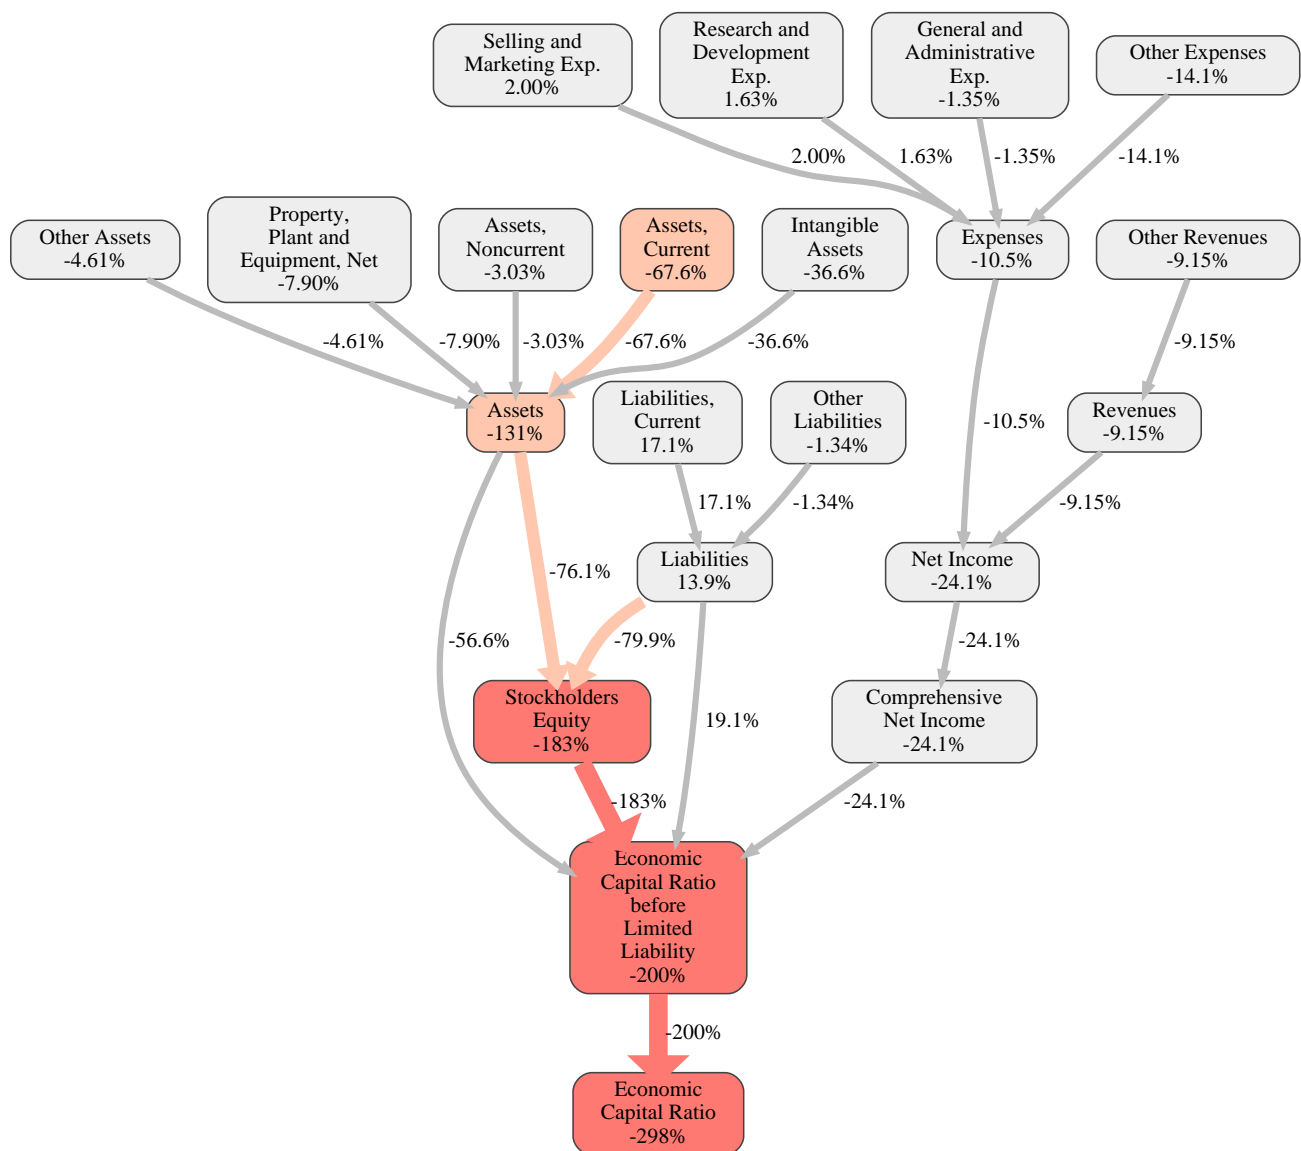 Selling and
Marketing Exp.
2.00%
Research and
Development
Exp.
1.63%
General and
Administrative
Exp.
-1.35%
Other Expenses
-14.1%
2.00%
1.63%
-1.35%
-14.1%
Other Assets
-4.61%
Property,
Plant and
Equipment, Net
-7.90%
Assets,
Noncurrent
-3.03%
Assets,
Current
-67.6%
Intangible
Assets
-36.6%
Expenses
-10.5%
Other Revenues
-9.15%
-4.61%
-7.90%
-3.03%
-67.6%
-36.6%
-9.15%
Assets
-131%
Liabilities,
Current
17.1%
Other
Liabilities
-1.34%
-10.5%
Revenues
-9.15%
17.1%
-1.34%
-9.15%
-76.1%
Liabilities
13.9%
Net Income
-24.1%
-56.6%
-79.9%
-24.1%
Stockholders
Equity
-183%
19.1%
Comprehensive
Net Income
-24.1%
-183%
-24.1%
Economic
Capital Ratio
before
Limited
Liability
-200%
-200%
Economic
Capital Ratio
-298%